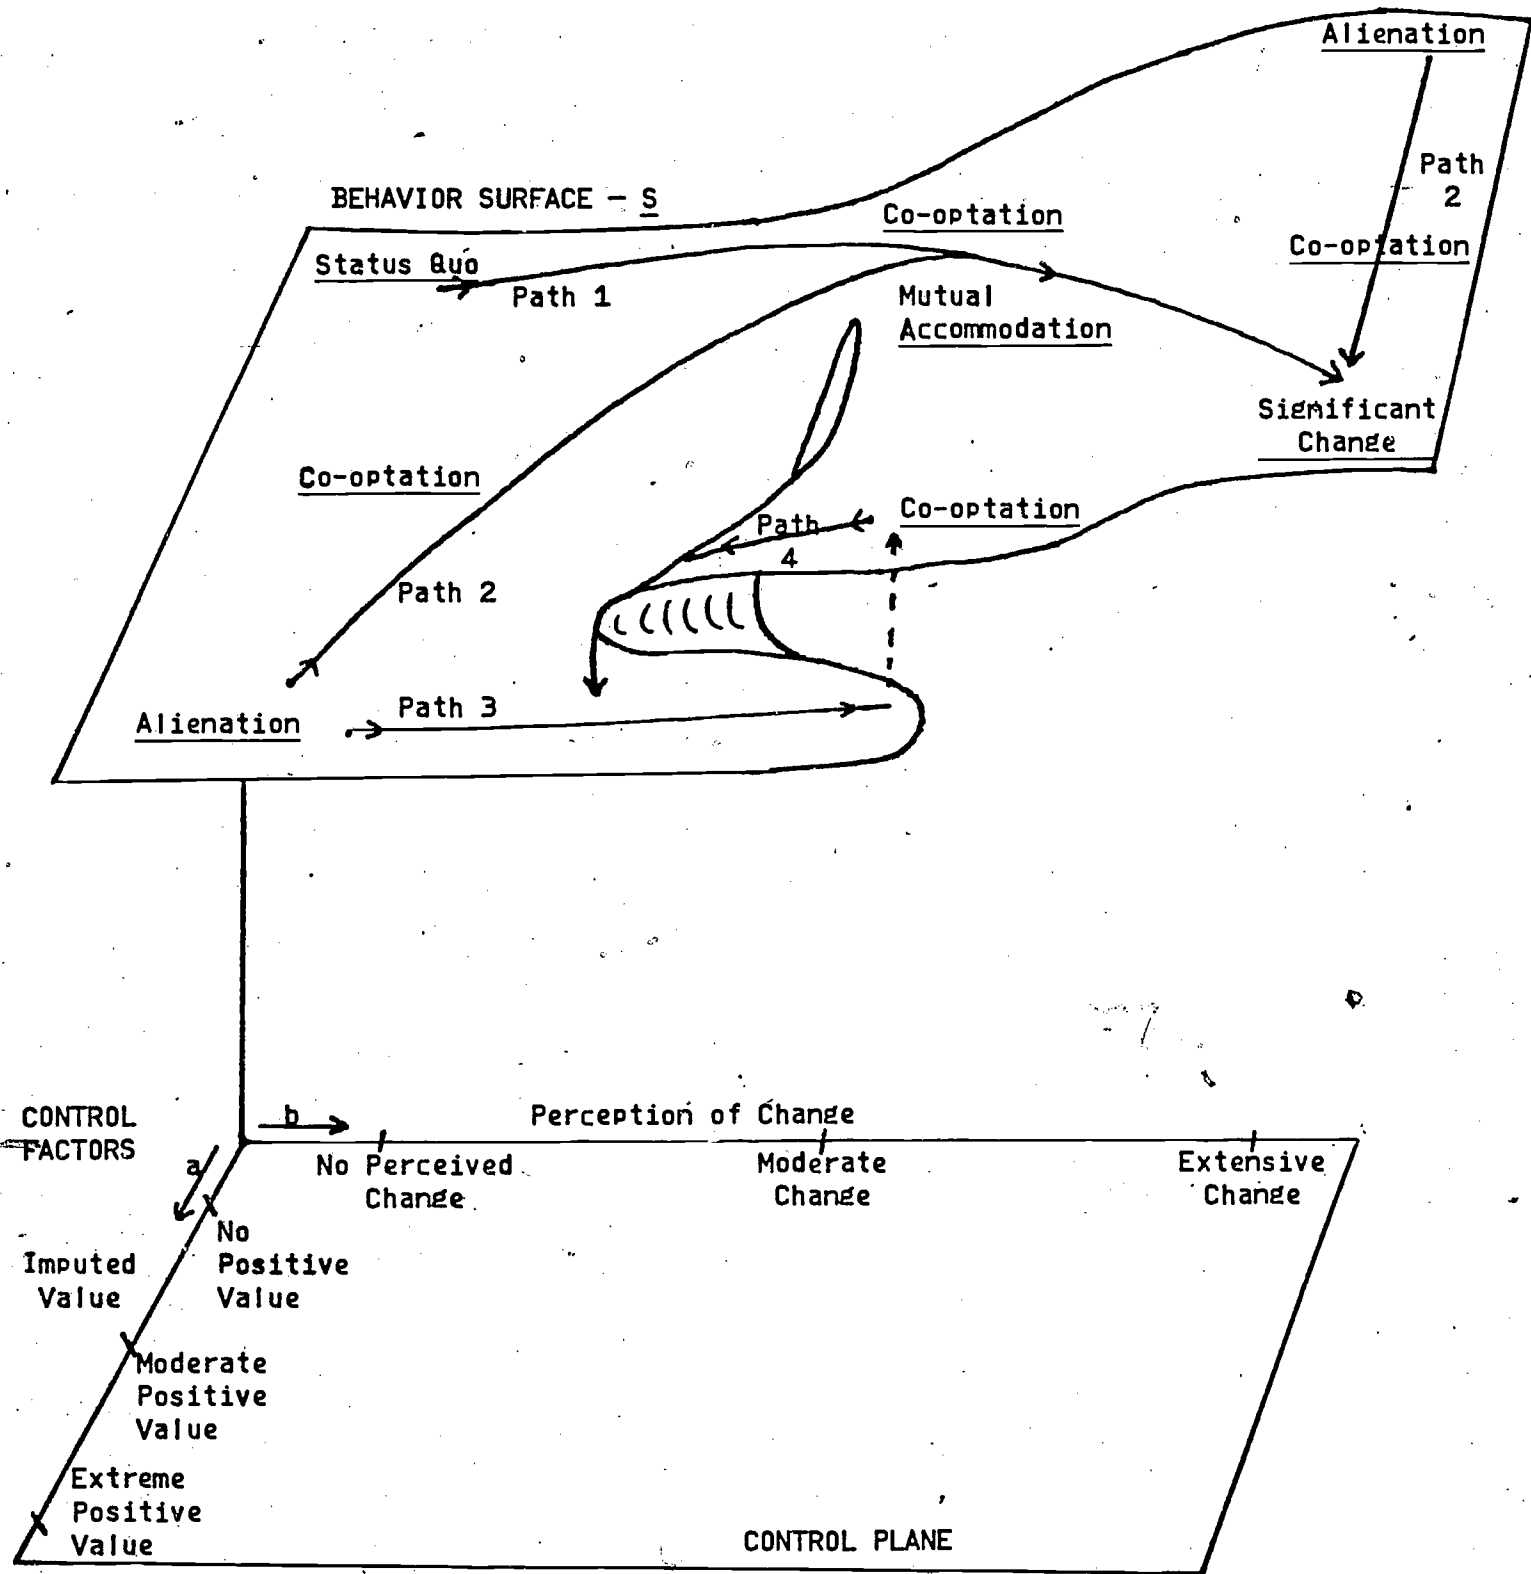 Alienation
Path
2
BEHAVIOR SURFACE - S
Co-optation
Co-optation
Status Quo
Path 1
Mutual
Accommodation
Significant
Change
Co-optation
Co-optation
Path
4
Path 2
Path 3
Alienation
CONTROL
FACTORS
b
Perception of Change
a
No Perceived
Change
Moderate
Change
Extensive
Change
No
Positive
Value
Imputed
Value
Moderate
Positive
Value
Extreme
Positive
Value
CONTROL PLANE